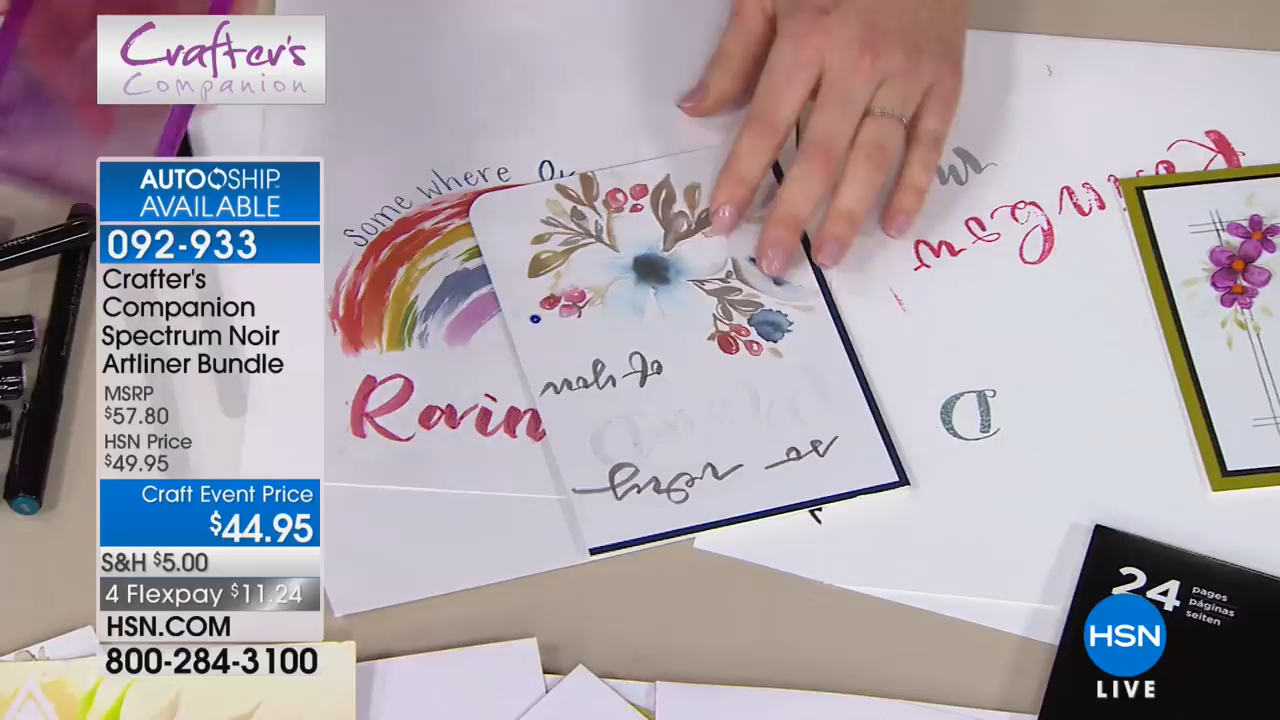 Crafter's
Companion
AUTOSHIP™
AVAILABLE
092-933
Crafter's
Companion
Spectrum Noir
Artliner Bundle
MSRP
$57.80
HSN Price
$49.95
Craft Event Price
$44.95
S&H $5.00
4 Flexpay $11.24
HSN.COM
800-284-3100
Some where
D
24 pages
páginas
seiten
HSN
LIVE